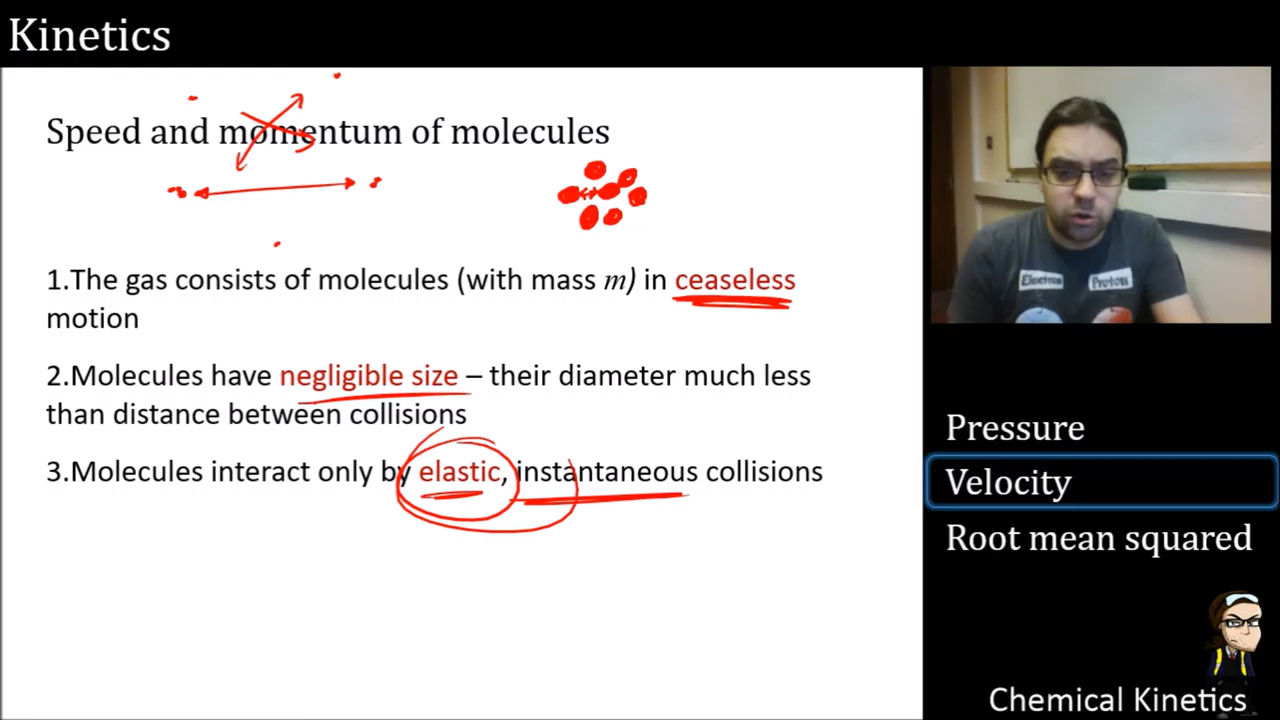 Kinetics
Speed and momentum of molecules
1.The gas consists of molecules (with mass m) in ceaseless
motion
2.Molecules have negligible size – their diameter much less
than distance between collisions
3.Molecules interact only by elastic, instantaneous collisions
Electron
Proton
Pressure
Velocity
Root mean squared
Chemical Kinetics